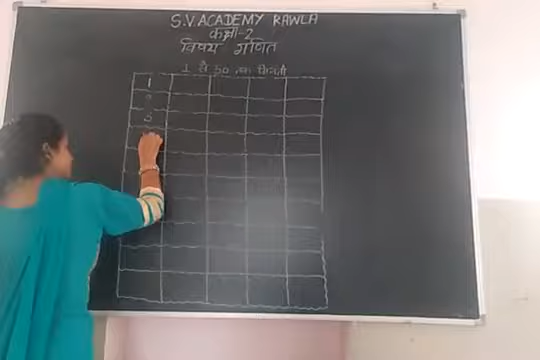 S.V.ACADEMY RAWLA
कक्षा-2
विषय गणित
1 से 50 तक गिनती
1
2
3